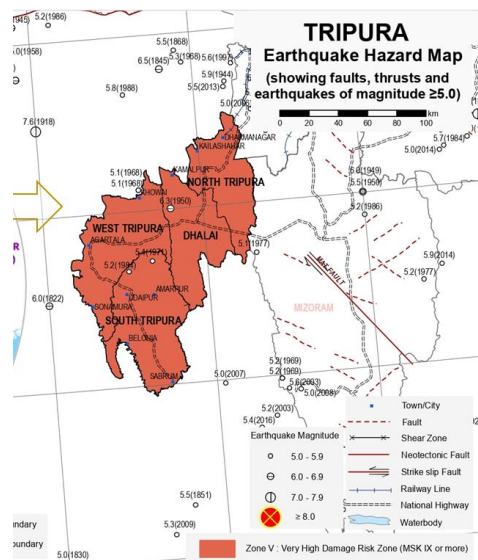 TRIPURA
Earthquake Hazard Map
(showing faults, thrusts and
earthquakes of magnitude ≥5.0)
0 20 40 60 80 100
km
5.2(1986)
5.5(1868)
6.5(1845)
5.3(1968)
5.6(1997)
5.9(1944)
5.5(2013)
5.8(1988)
7.6(1918)
DHARMANAGAR
KAILASHAHAR
5.7(1984)
5.0(2014)
5.1(1968)
5.1(1968)
KAMALPUR
NORTH TRIPURA
KHOWAI
6.3(1950)
5.5(1950)
5.2(1986)
WEST TRIPURA
DHALAI
AGARTALA
5.4(1971)
5.1(1977)
MAT FAULT
5.9(2014)
5.2(1977)
6.0(1822)
UDAIPUR
AMARPUR
SONAMURA
SOUTH TRIPURA
MIZORAM
BELONIA
SABRUM
5.0(2007)
5.2(1969)
5.2(1969)
5.6(2003)
5.0(2008)
5.2(2003)
5.4(2016)
5.5(1851)
5.3(2009)
5.0(1830)
Earthquake Magnitude
5.0 - 5.9
6.0 - 6.9
7.0 - 7.9
≥ 8.0
Town/City
Fault
Shear Zone
Neotectonic Fault
Strike slip Fault
Railway Line
National Highway
Waterbody
Zone V : Very High Damage Risk Zone (MSK IX or more)